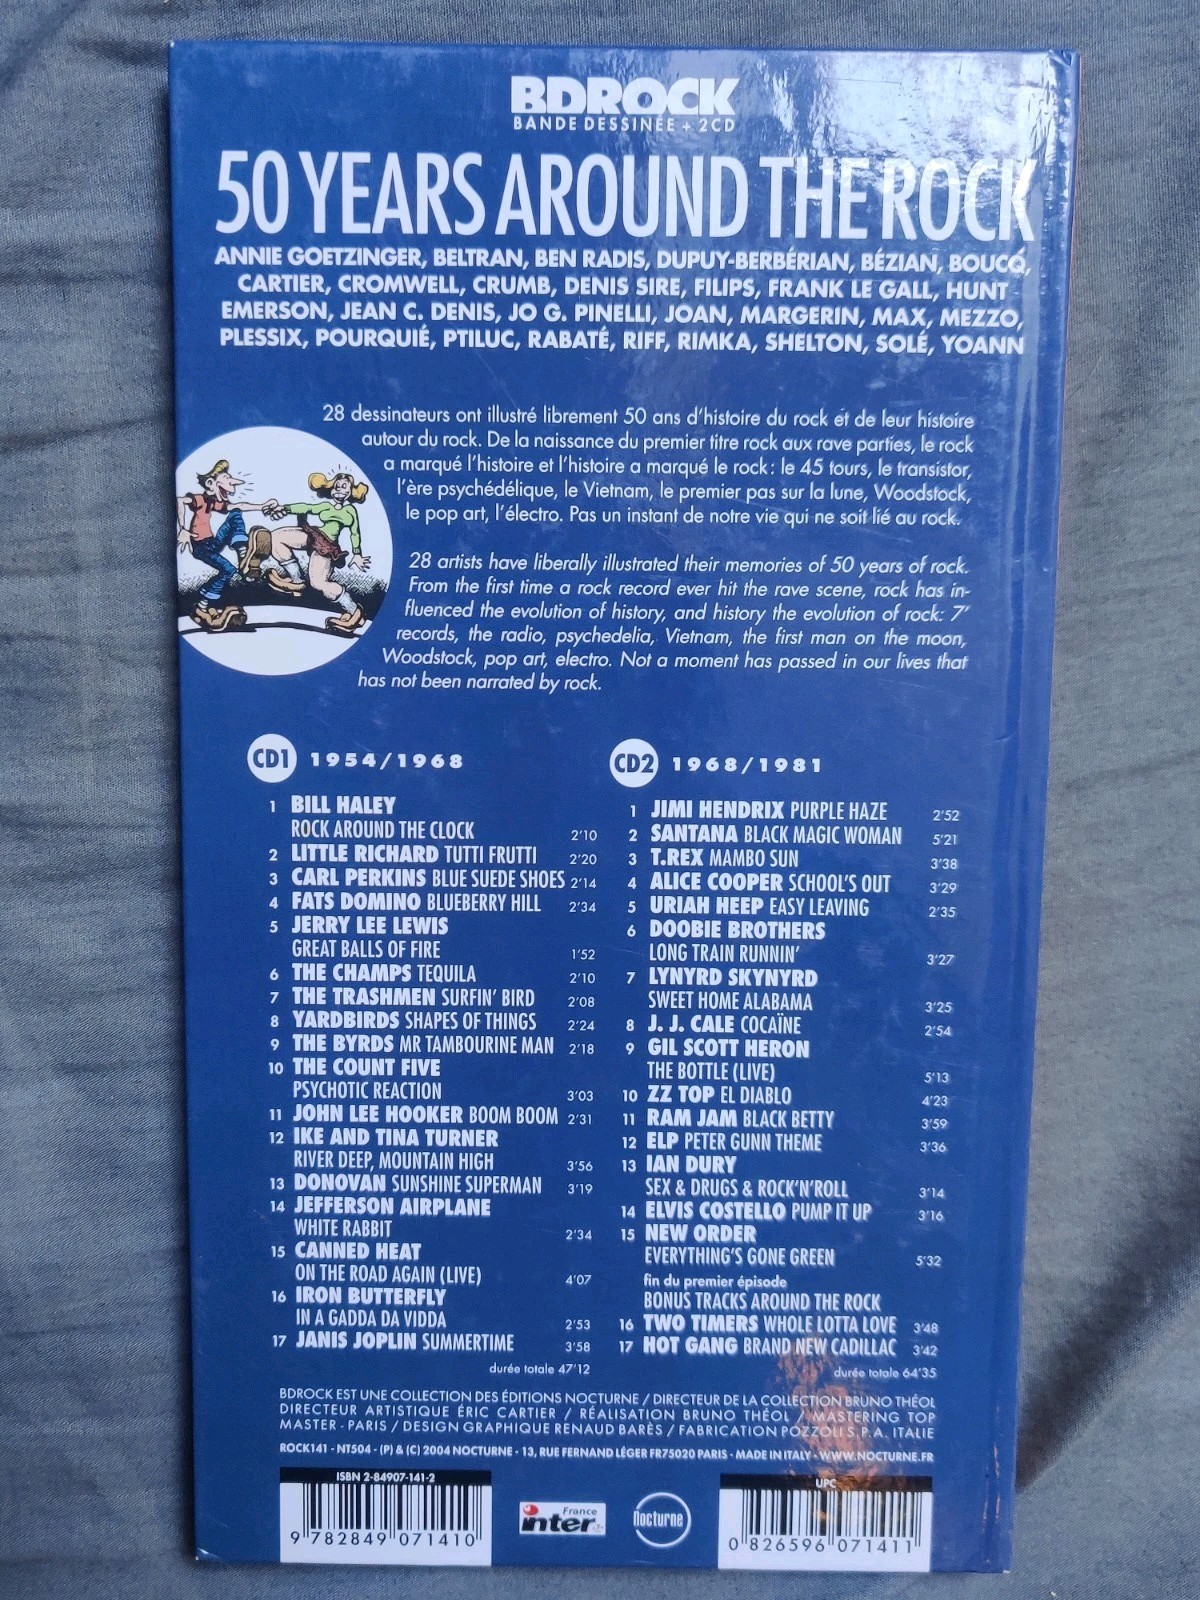 BDROCK
BANDE DESSINÉE + 2CD
50 YEARS AROUND THE ROCK
ANNIE GOETZINGER, BELTRAN, BEN RADIS, DUPUY-BERBÉRIAN, BÉZIAN, BOUCQ,
CARTIER, CROMWELL, CRUMB, DENIS SIRE, FILIPS, FRANK LE GALL, HUNT
EMERSON, JEAN C. DENIS, JO G. PINELLI, JOAN, MARGERIN, MAX, MEZZO,
PLESSIX, POURQUIÉ, PTILUC, RABATÉ, RIFF, RIMKA, SHELTON, SOLÉ, YOANN
28 dessinateurs ont illustré librement 50 ans d'histoire du rock et de leur histoire
autour du rock. De la naissance du premier titre rock aux rave parties, le rock
a marqué l'histoire et l'histoire a marqué le rock: le 45 tours, le transistor,
l'ère psychédélique, le Vietnam, le premier pas sur la lune, Woodstock,
le pop art, l'électro. Pas un instant de notre vie qui ne soit lié au rock.
28 artists have liberally illustrated their memories of 50 years of rock.
From the first time a rock record ever hit the rave scene, rock has in-
fluenced the evolution of history, and history the evolution of rock: 7'
records, the radio, psychedelia, Vietnam, the first man on the moon,
Woodstock, pop art, electro. Not a moment has passed in our lives that
has not been narrated by rock.
CD1 1954/1968
1 BILL HALEY
ROCK AROUND THE CLOCK 2'10
2 LITTLE RICHARD TUTTI FRUTTI 2'20
3 CARL PERKINS BLUE SUEDE SHOES 2'14
4 FATS DOMINO BLUEBERRY HILL 2'34
5 JERRY LEE LEWIS
GREAT BALLS OF FIRE 1'52
6 THE CHAMPS TEQUILA 2'10
7 THE TRASHMEN SURFIN' BIRD 2'08
8 YARDBIRDS SHAPES OF THINGS 2'24
9 THE BYRDS MR TAMBOURINE MAN 2'18
10 THE COUNT FIVE
PSYCHOTIC REACTION 3'03
11 JOHN LEE HOOKER BOOM BOOM 2'31
12 IKE AND TINA TURNER
RIVER DEEP, MOUNTAIN HIGH 3'56
13 DONOVAN SUNSHINE SUPERMAN 3'19
14 JEFFERSON AIRPLANE
WHITE RABBIT 2'34
15 CANNED HEAT
ON THE ROAD AGAIN (LIVE) 4'07
16 IRON BUTTERFLY
IN A GADDA DA VIDDA 2'53
17 JANIS JOPLIN SUMMERTIME 3'58
durée totale 47'12
CD2 1968/1981
1 JIMI HENDRIX PURPLE HAZE 2'52
2 SANTANA BLACK MAGIC WOMAN 5'21
3 T.REX MAMBO SUN 3'38
4 ALICE COOPER SCHOOL'S OUT 3'29
5 URIAH HEEP EASY LEAVING 2'35
6 DOOBIE BROTHERS
LONG TRAIN RUNNIN' 3'27
7 LYNYRD SKYNYRD
SWEET HOME ALABAMA 3'25
8 J. J. CALE COCAÏNE 2'54
9 GIL SCOTT HERON
THE BOTTLE (LIVE) 5'13
10 ZZ TOP EL DIABLO 4'23
11 RAM JAM BLACK BETTY 3'59
12 ELP PETER GUNN THEME 3'36
13 IAN DURY
SEX & DRUGS & ROCK'N'ROLL 3'14
14 ELVIS COSTELLO PUMP IT UP 3'16
15 NEW ORDER
EVERYTHING'S GONE GREEN 5'32
fin du premier épisode
BONUS TRACKS AROUND THE ROCK
16 TWO TIMERS WHOLE LOTTA LOVE 3'48
17 HOT GANG BRAND NEW CADILLAC 3'42
durée totale 64'35
BDROCK EST UNE COLLECTION DES ÉDITIONS NOCTURNE / DIRECTEUR DE LA COLLECTION BRUNO THÉOL
DIRECTEUR ARTISTIQUE ÉRIC CARTIER / RÉALISATION BRUNO THÉOL / MASTERING TOP
MASTER - PARIS / DESIGN GRAPHIQUE RENAUD BARÈS / FABRICATION POZZOLI S.P.A. ITALIE
ROCK141 - NT504 - (P) & (C) 2004 NOCTURNE - 13, RUE FERNAND LÉGER FR75020 PARIS - MADE IN ITALY - WWW.NOCTURNE.FR
ISBN 2-84907-141-2
9 782849 071410
France
inter
nocturne
UPC
0 826596 071411